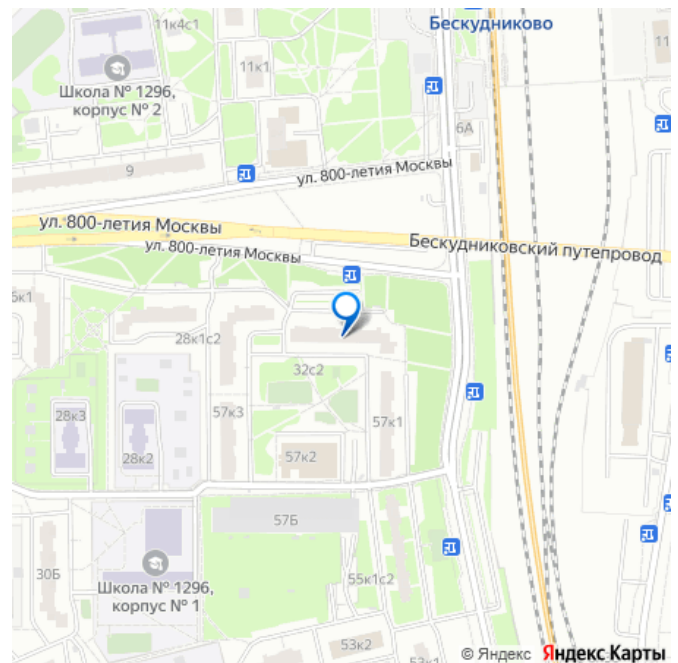 11к4с1
Бескудниково
11к1
Школа № 1296,
корпус № 2
6А
9
ул. 800-летия Москвы
ул. 800-летия Москвы
ул. 800-летия Москвы
Бескудниковский путепровод
28к1с2
32с2
28к3
57к3
57к1
28к2
57к2
57Б
30Б
Школа № 1296,
корпус № 1
55к1с2
53к2
© Яндекс Яндекс Карты